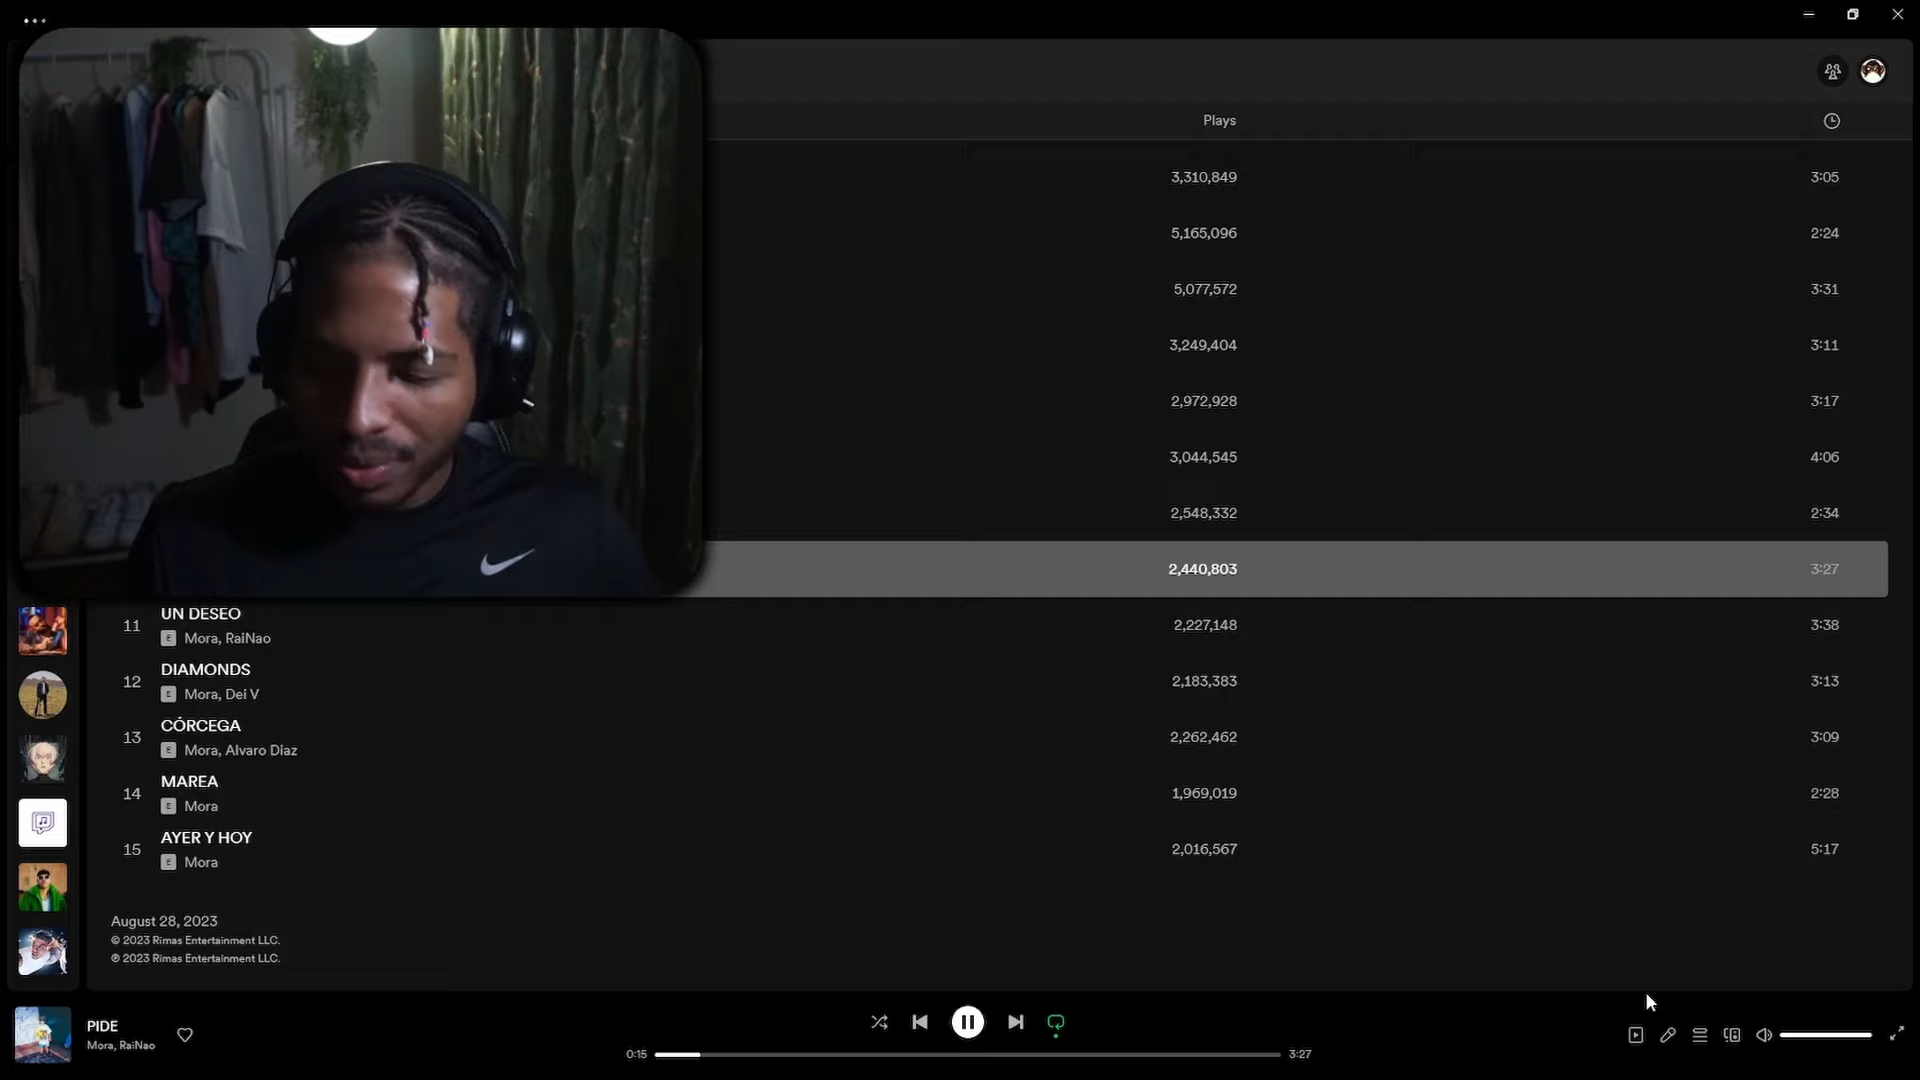 Plays
3,310,849 3:05
5,165,096 2:24
5,077,572 3:31
3,249,404 3:11
2,972,928 3:17
3,044,545 4:06
2,548,332 2:34
2,440,803 3:27
UN DESEO
11 2,227,148 3:38
E Mora, RaiNao
DIAMONDS
12 2,183,383 3:13
E Mora, Dei V
CÓRCEGA
13 2,262,462 3:09
E Mora, Alvaro Diaz
MAREA
14 1,969,019 2:28
E Mora
AYER Y HOY
15 2,016,567 5:17
E Mora
August 28, 2023
© 2023 Rimas Entertainment LLC.
℗ 2023 Rimas Entertainment LLC.
PIDE
Mora, RaiNao
0:15 3:27